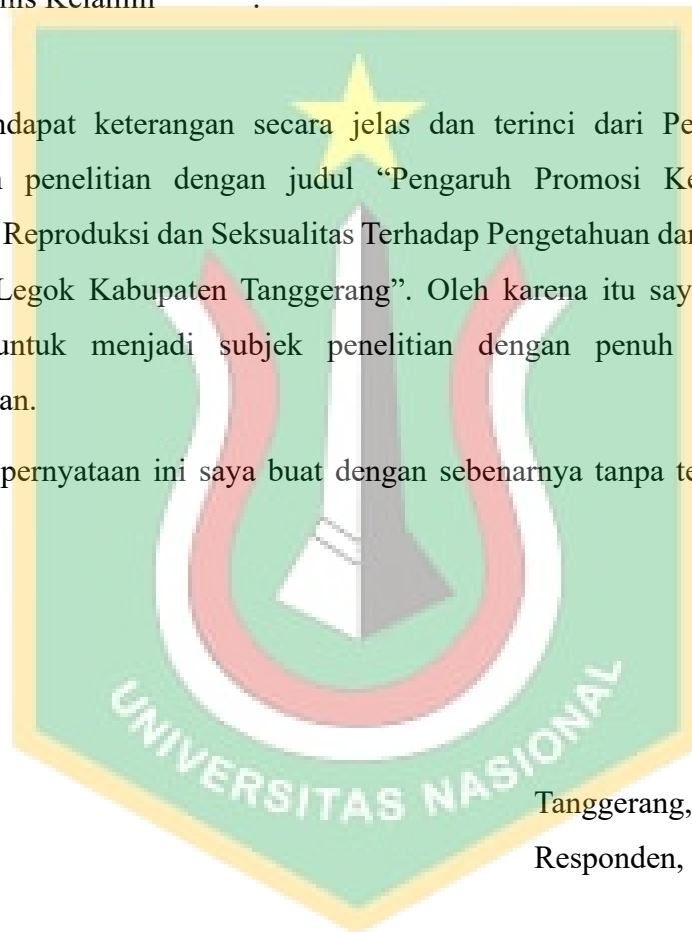 nis Kelamin :
ndapat keterangan secara jelas dan terinci dari Pe
n penelitian dengan judul “Pengaruh Promosi Ke
Reproduksi dan Seksualitas Terhadap Pengetahuan dan
Legok Kabupaten Tanggerang”. Oleh karena itu say
untuk menjadi subjek penelitian dengan penuh
an.
pernyataan ini saya buat dengan sebenarnya tanpa te
UNIVERSITAS NASIONAL
Tanggerang,
Responden,